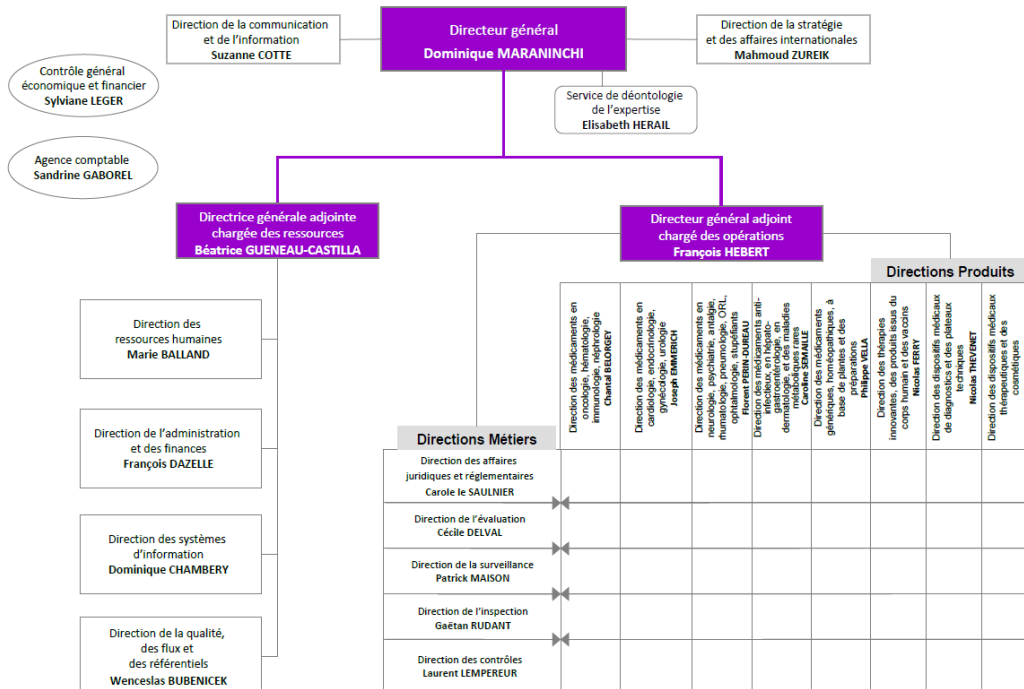 Direction de la communication
et de l'information
Suzanne COTTE
Directeur général
Dominique MARANINCHI
Direction de la stratégie
et des affaires internationales
Mahmoud ZUREIK
Contrôle général
économique et financier
Sylviane LEGER
Service de déontologie
de l'expertise
Elisabeth HERAIL
Agence comptable
Sandrine GABOREL
Directrice générale adjointe
chargée des ressources
Béatrice GUENEAU-CASTILLA
Directeur général adjoint
chargé des opérations
François HEBERT
Direction des
ressources humaines
Marie BALLAND
Direction de l'administration
et des finances
François DAZELLE
Direction des systèmes
d'information
Dominique CHAMBERY
Direction de la qualité,
des flux et
des référentiels
Wenceslas BUBENICEK
Directions Produits
Direction des médicaments en
oncologie, hématologie,
immunologie, néphrologie
Chantal BELORGEY
Direction des médicaments en
cardiologie, endocrinologie,
gynécologie, urologie
Joseph EMMERICH
Direction des médicaments en
neurologie, psychiatrie, antalgie,
rhumatologie, pneumologie, ORL,
ophtalmologie, stupéfiants
Florent PERIN-DUREAU
Direction des médicaments anti-
infectieux, en hépato-
gastroentérologie, en
dermatologie, et des maladies
métaboliques rares
Caroline SEMAILLE
Direction des médicaments
génériques, homéopathiques, à
base de plantes et des
préparations
Philippe VELLA
Direction des thérapies
innovantes, des produits issus du
corps humain et des vaccins
Nicolas FERRY
Direction des dispositifs médicaux
de diagnostics et des plateaux
techniques
Nicolas THEVENET
Direction des dispositifs médicaux
thérapeutiques et des
cosmétiques
Directions Métiers
Direction des affaires
juridiques et réglementaires
Carole le SAULNIER
Direction de l'évaluation
Cécile DELVAL
Direction de la surveillance
Patrick MAISON
Direction de l'inspection
Gaëtan RUDANT
Direction des contrôles
Laurent LEMPEREUR